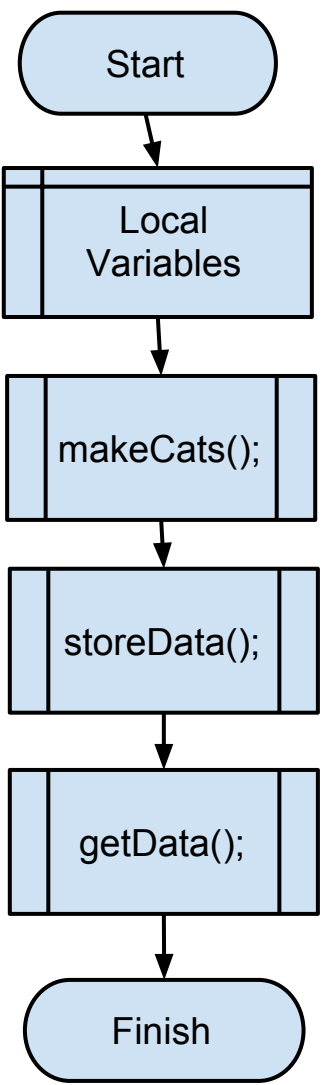 Start
Local
Variables
makeCats();
storeData();
getData();
Finish